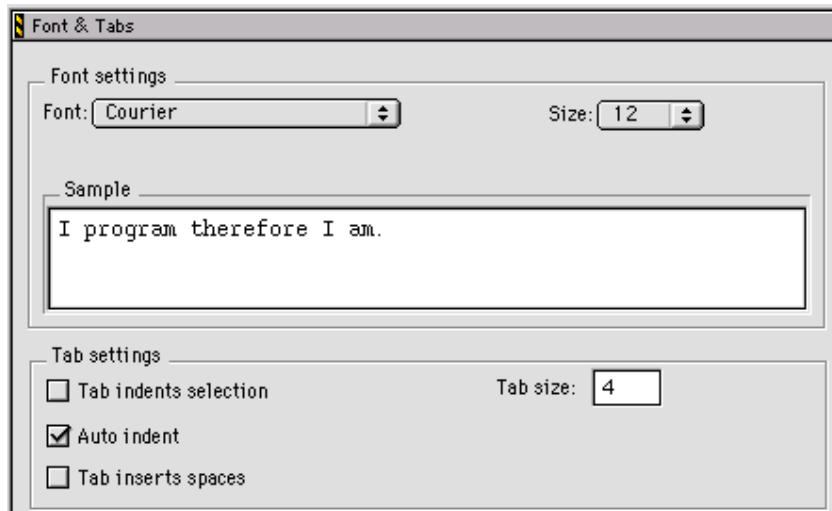 Font & Tabs
Font settings
Font: Courier Size: 12
Sample
I program therefore I am.
Tab settings
Tab indents selection Tab size: 4
Auto indent
Tab inserts spaces